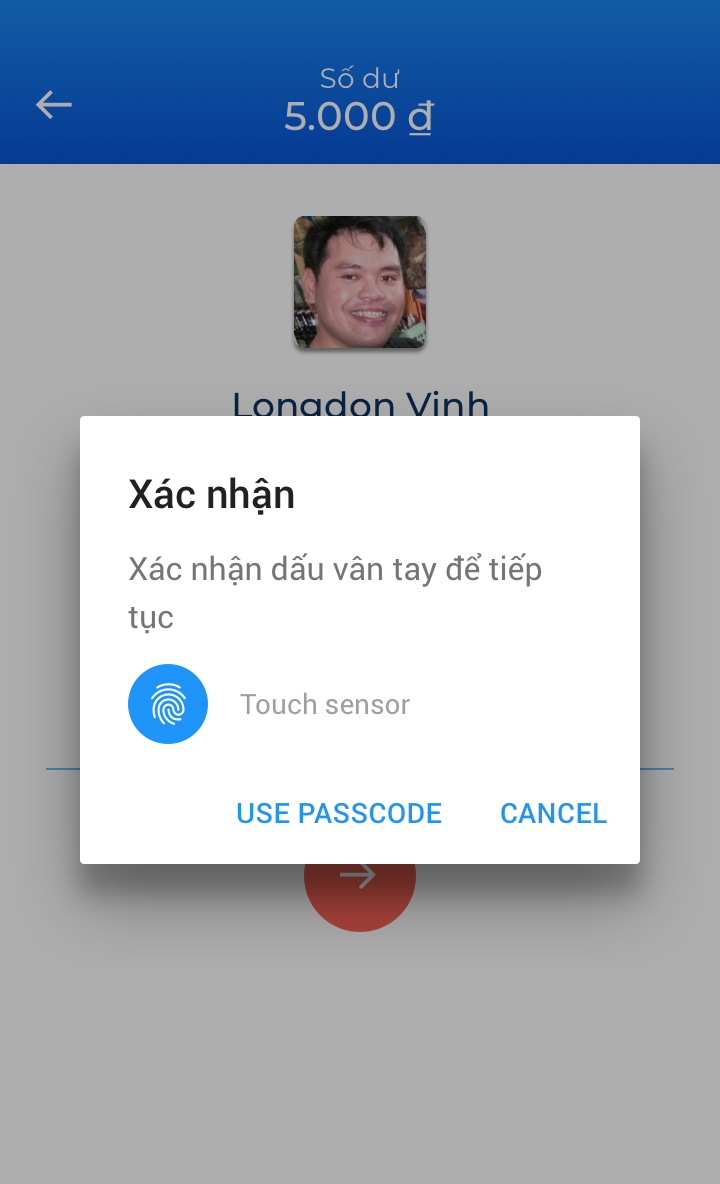 Số dư
5.000 ₫
Longdon Vinh
Xác nhận
Xác nhận dấu vân tay để tiếp
tục
Touch sensor
USE PASSCODE CANCEL